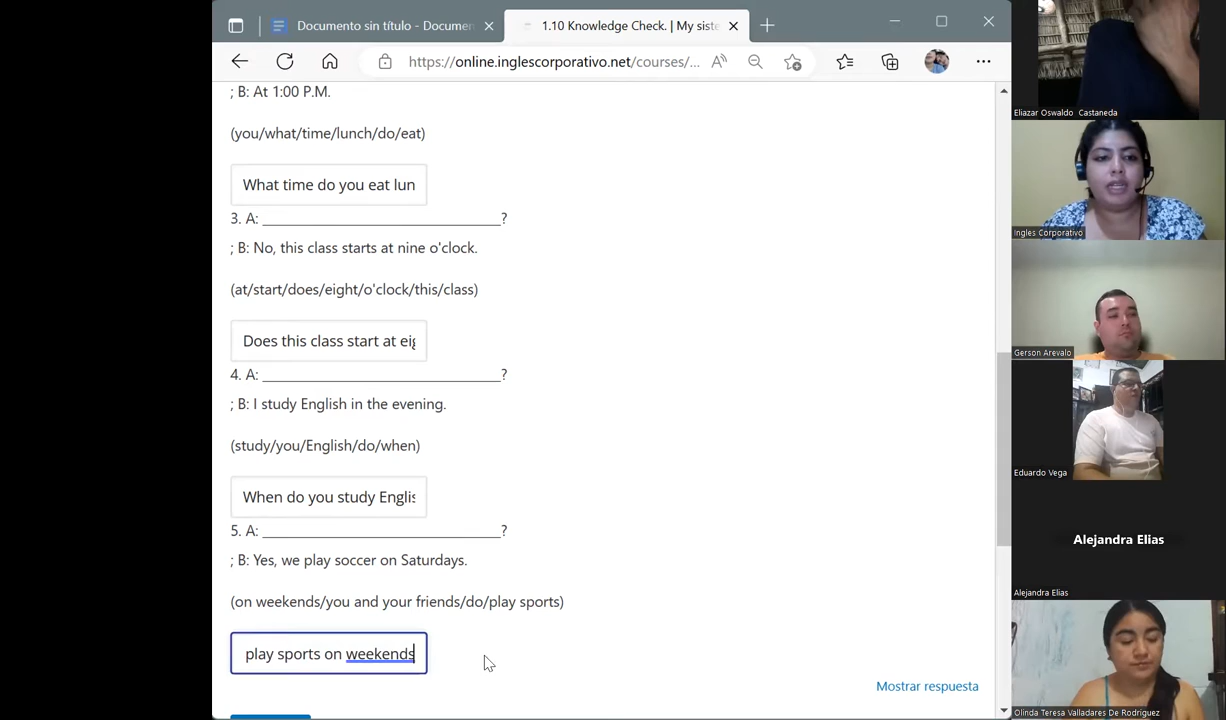 Documento sin título - Documen
1.10 Knowledge Check. | My siste
https://online.inglescorporativo.net/courses/...
; B: At 1:00 P.M.
(you/what/time/lunch/do/eat)
What time do you eat lun
3. A: ______________________________?
; B: No, this class starts at nine o'clock.
(at/start/does/eight/o'clock/this/class)
Does this class start at eig
4. A: ______________________________?
; B: I study English in the evening.
(study/you/English/do/when)
When do you study Englis
5. A: ______________________________?
; B: Yes, we play soccer on Saturdays.
(on weekends/you and your friends/do/play sports)
play sports on weekends
Mostrar respuesta
Eliazar Oswaldo Castaneda
Ingles Corporativo
Gerson Arevalo
Eduardo Vega
Alejandra Elias
Alejandra Elias
Olinda Teresa Valladares De Rodriguez